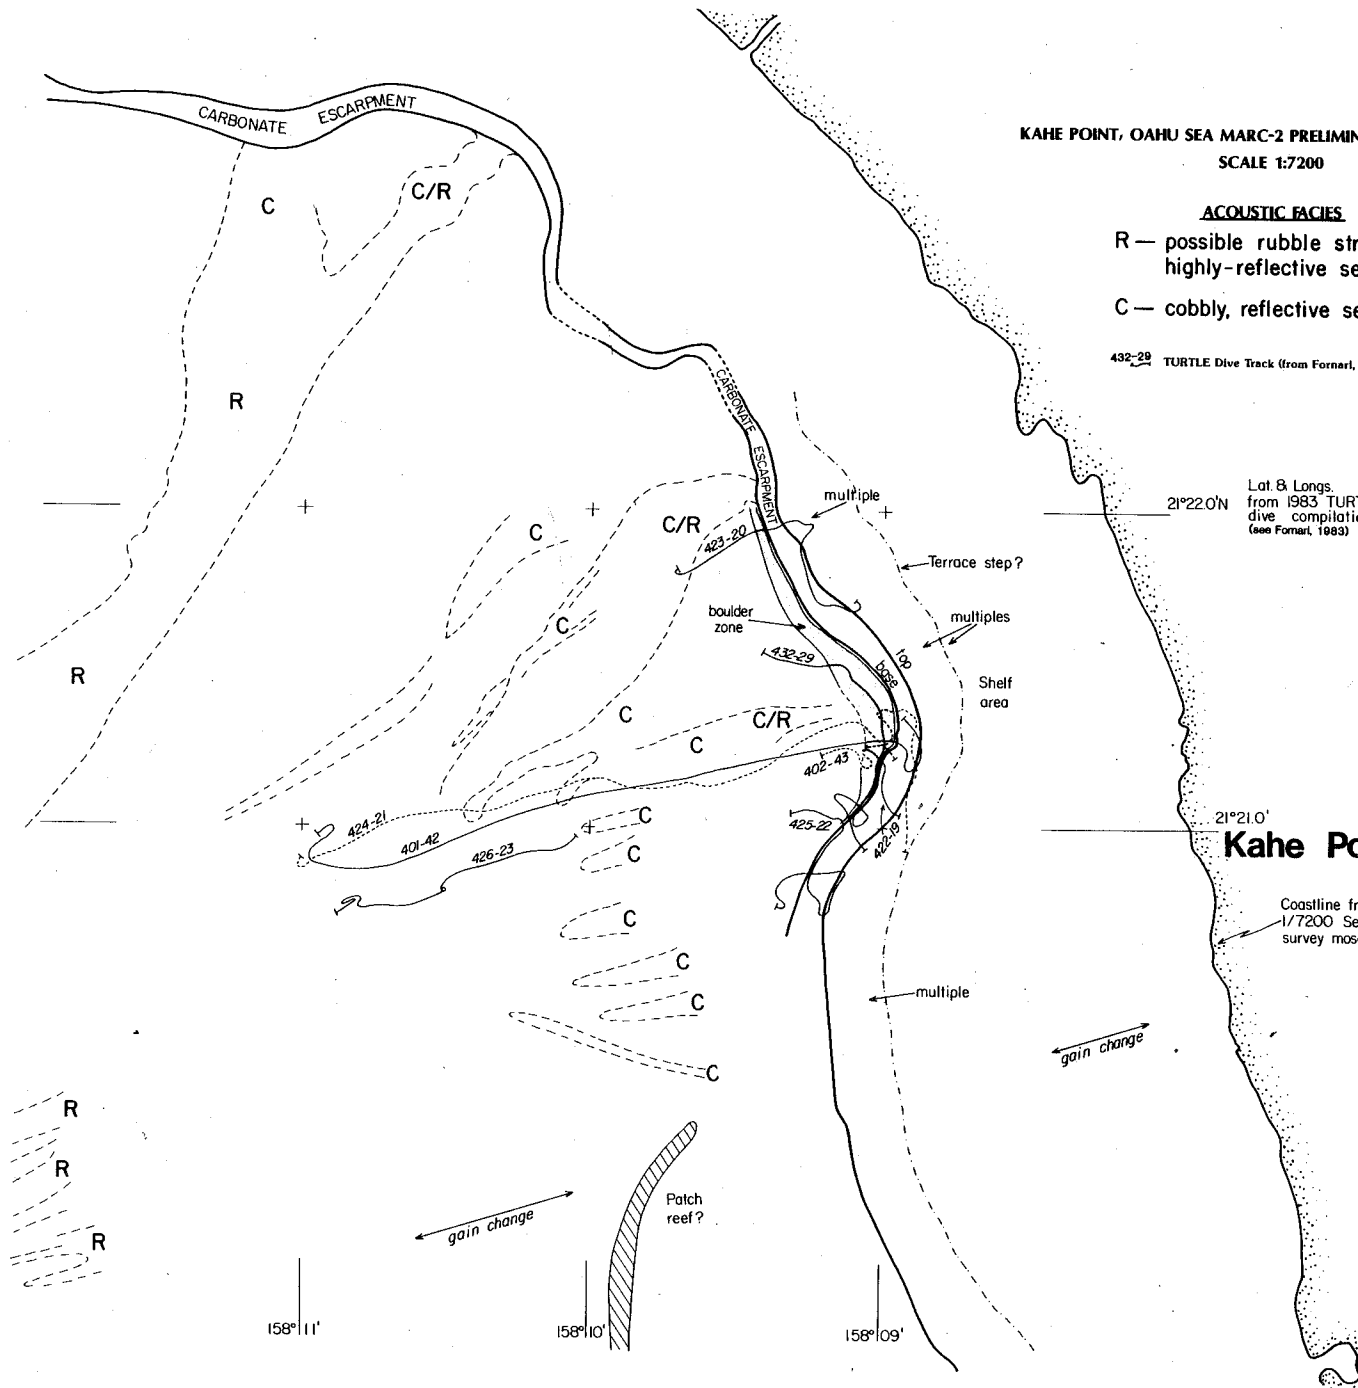 KAHE POINT, OAHU SEA MARC-2 PRELIMIN
SCALE 1:7200
ACOUSTIC FACIES
R — possible rubble str
highly-reflective se
C — cobbly, reflective se
432-29 TURTLE Dive Track (from Fornari,
CARBONATE ESCARPMENT
C
C/R
R
CARBONATE ESCARPMENT
multiple
21°22.0'N
Lat. & Longs.
from 1983 TURT
dive compilatio
(see Fornari, 1983)
C
C/R
423-20
Terrace step?
boulder
zone
multiples
C
432-29
top
base
R
Shelf
area
C
C/R
C
402-43
424-21
401-42
426-23
425-22
422-19
C
C
21°21.0'
Kahe Po
Coastline fr
1/7200 Se
survey mos
C
C
C
multiple
C
gain change
R
R
R
gain change
Patch
reef?
158°11'
158°10'
158°09'